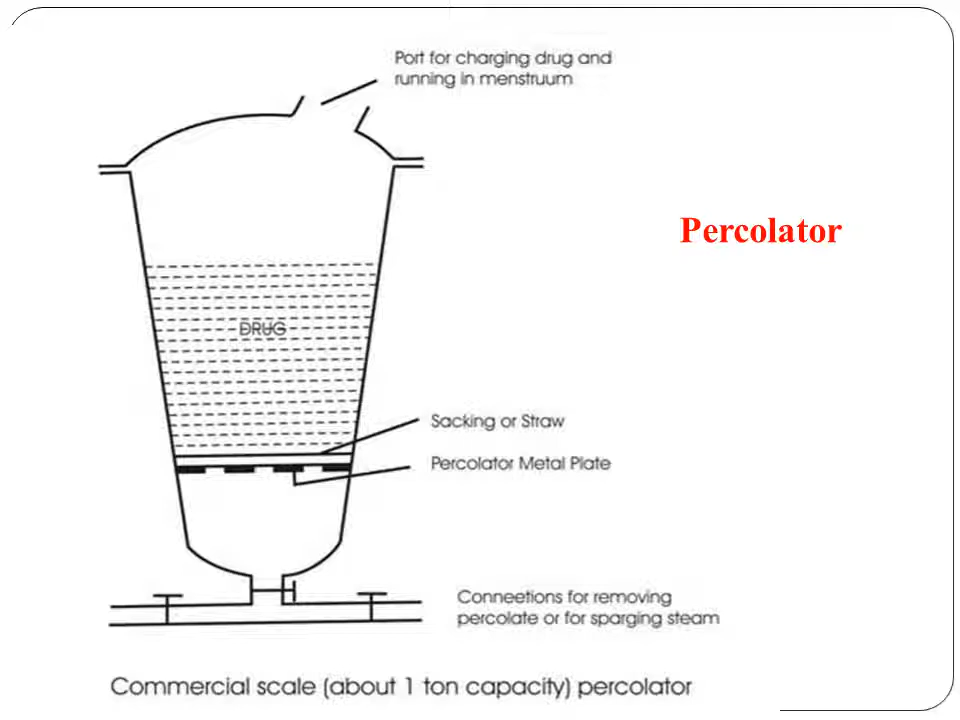 Port for charging drug and
running in menstruum
Percolator
DRUG
Sacking or Straw
Percolator Metal Plate
Conneetions for removing
percolate or for sparging steam
Commercial scale (about 1 ton capacity) percolator